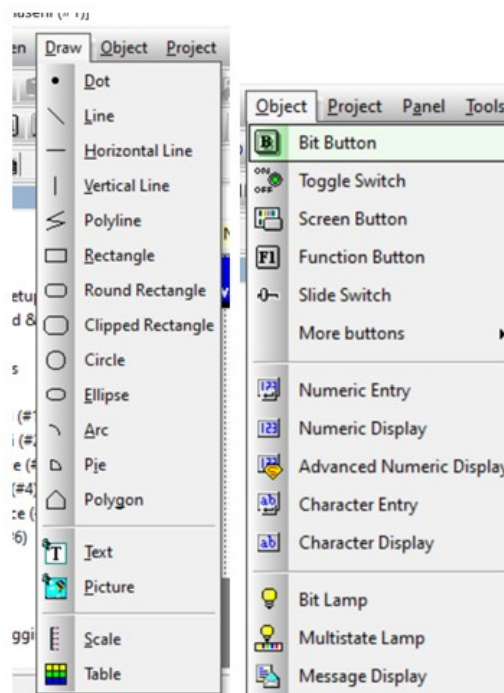 Draw Object Project
Dot
Line
Horizontal Line
Vertical Line
Polyline
Rectangle
Round Rectangle
Clipped Rectangle
Circle
Ellipse
Arc
Pie
Polygon
Text
Picture
Scale
Table
Object Project Panel Tools
Bit Button
Toggle Switch
Screen Button
Function Button
Slide Switch
More buttons
Numeric Entry
Numeric Display
Advanced Numeric Display
Character Entry
Character Display
Bit Lamp
Multistate Lamp
Message Display